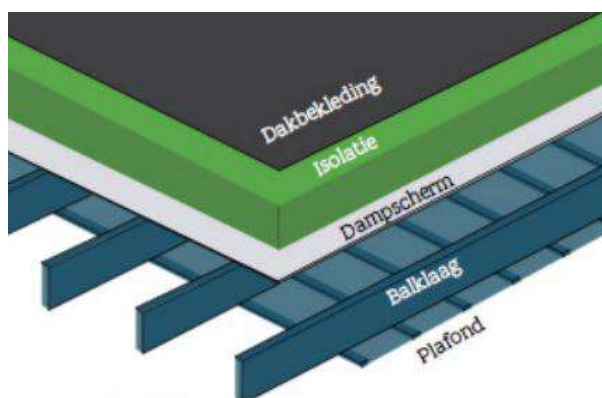 Dakbekleding
Isolatie
Dampscherm
Balklaag
Plafond